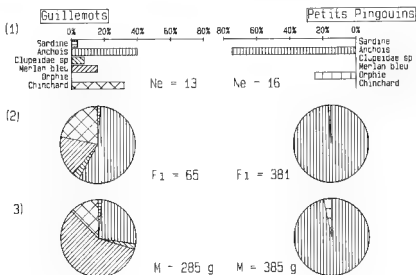 Guillemots Petits Pingouins
(1)
Sardine Sardine
Anchois Anchois
Clupeidae sp Clupeidae sp
Merlan bleu Merlan bleu
Orphie Orphie
Chinchard Chinchard
Ne = 13 Ne - 16
0% 20% 40% 60% 80% 80% 60% 40% 20% 0%
(2)
F1 = 65 F1 = 381
3)
M - 285 g M = 385 g